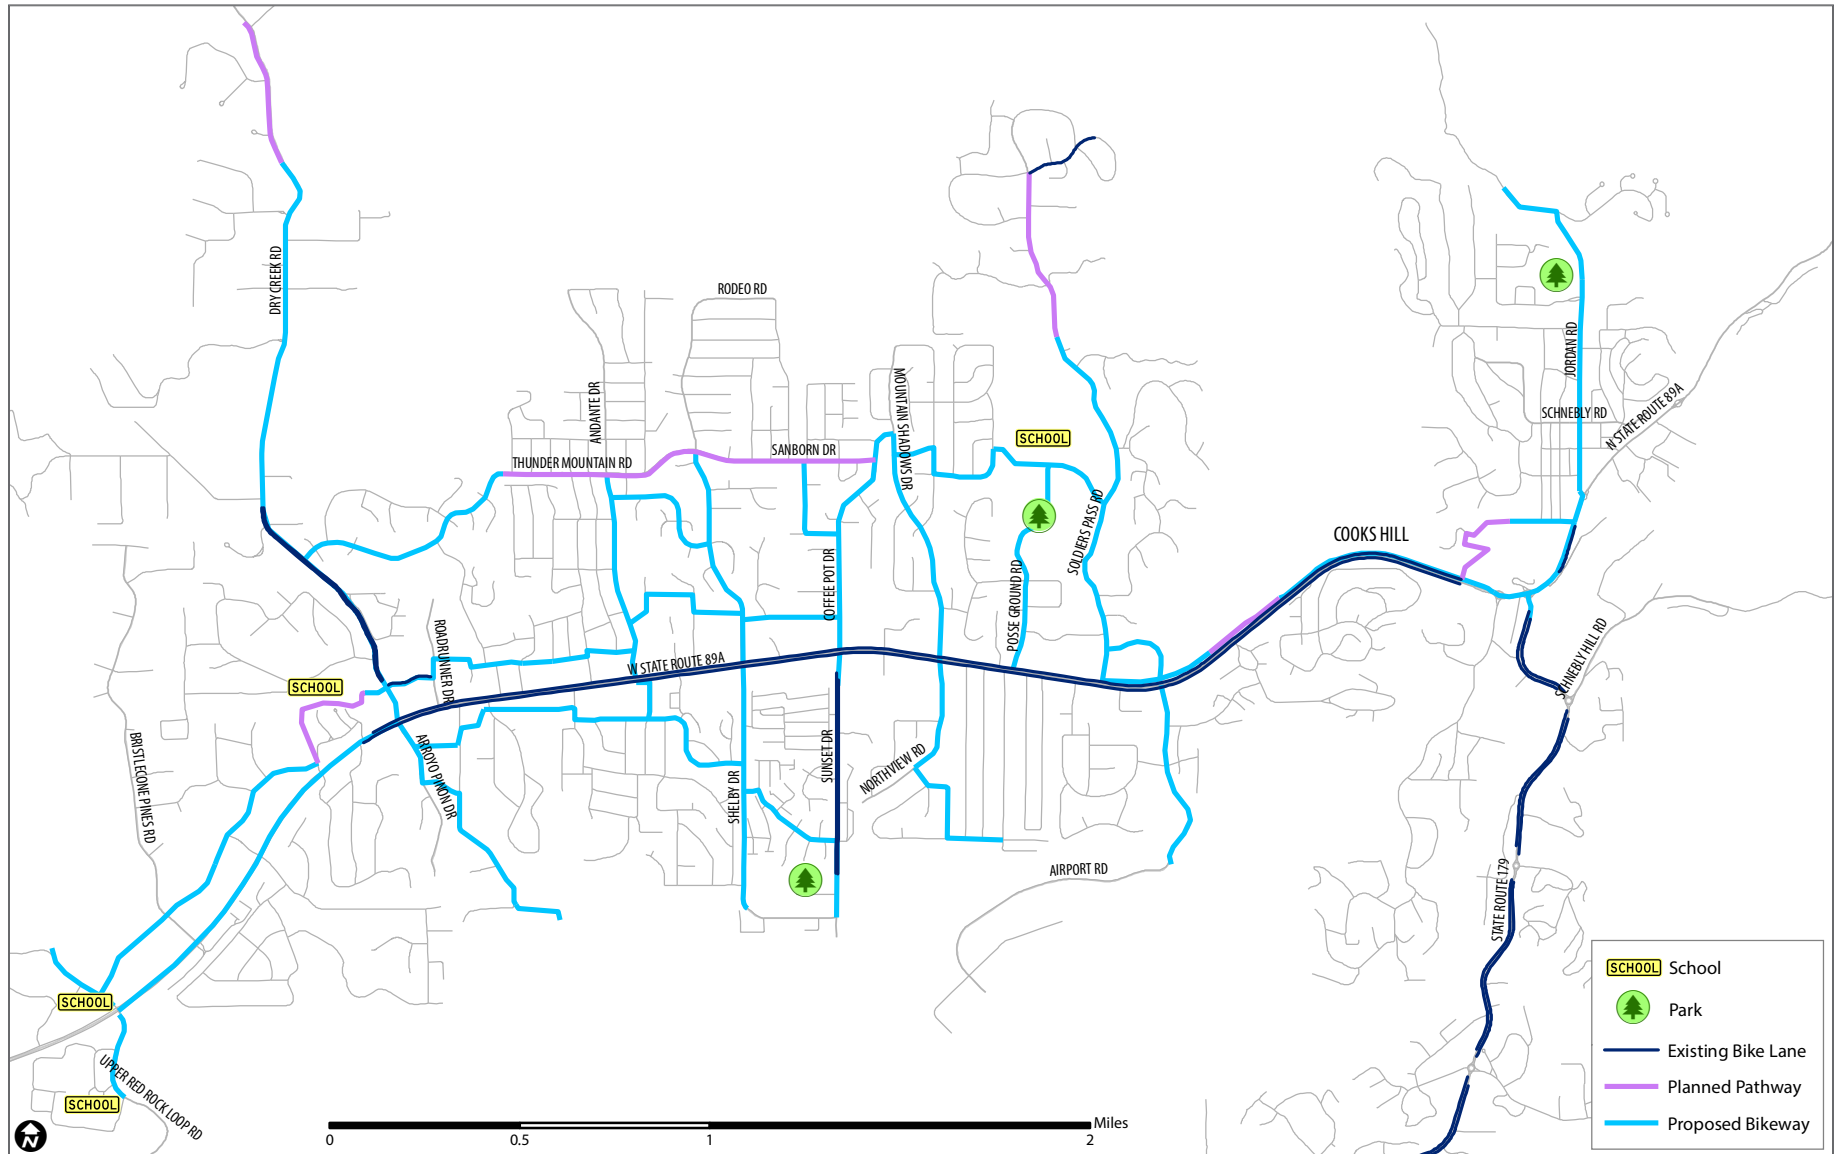 DRY CREEK RD
RODEO RD
ANDANTE DR
MOUNTAIN SHADOWS DR
JORDAN RD
SCHNEBLY RD
N STATE ROUTE 89A
SCHOOL
SANBORN DR
THUNDER MOUNTAIN RD
SOLDIERS PASS RD
COOKS HILL
COFFEE POT DR
POSSE GROUND RD
ROADRUNNER DR
W STATE ROUTE 89A
SCHNEBLY HILL RD
SCHOOL
BRISTLECONE PINES RD
ARROYO PINON DR
SHELBY DR
SUNSET DR
NORTHVIEW RD
AIRPORT RD
STATE ROUTE 179
SCHOOL
UPPER RED ROCK LOOP RD
SCHOOL
N
0 0.5 1 2
Miles
SCHOOL School
Park
Existing Bike Lane
Planned Pathway
Proposed Bikeway